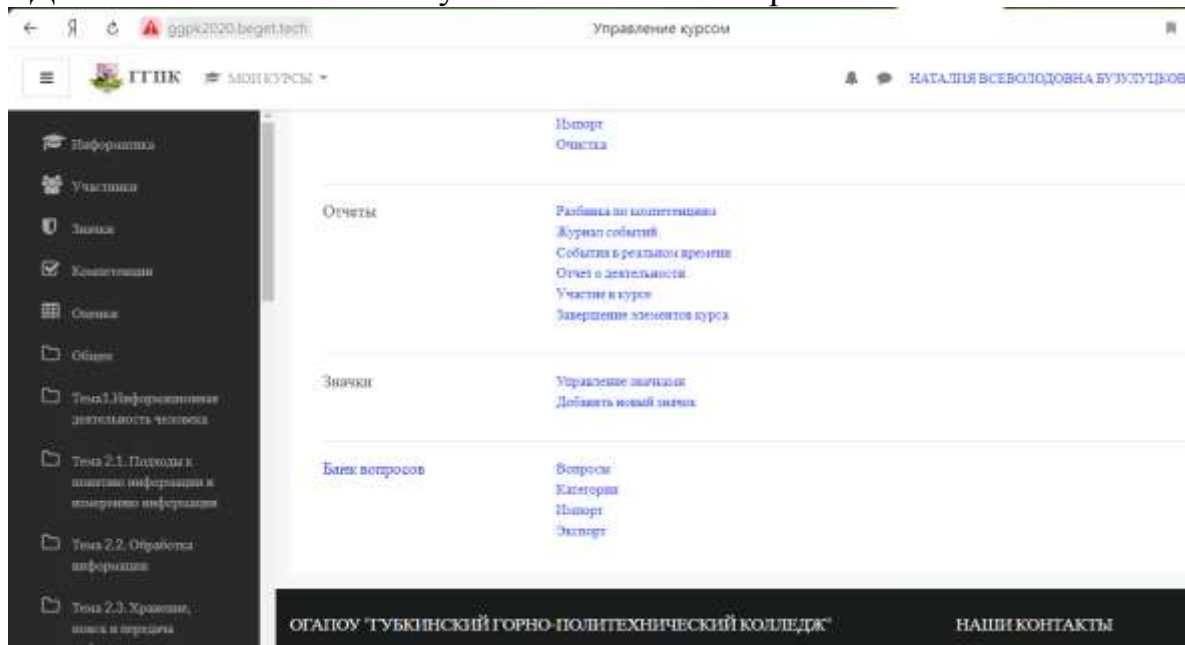 ggpk2020.beget.tech
Управление курсом
ГГПК
МОИ КУРСЫ
НАТАЛИЯ ВСЕВОЛОДОВНА БУЗУЛУЦКОВ
Информатика
Участники
Значки
Компетенции
Оценки
Общее
Тема1.Информационная
деятельность человека
Тема 2.1. Подходы к
понятию информации и
измерению информации
Тема 2.2. Обработка
информации
Тема 2.3. Хранение,
поиск и передача
Импорт
Очистка
Отчеты
Разбивка по компетенциям
Журнал событий
События в реальном времени
Отчет о деятельности
Участие в курсе
Завершение элементов курса
Значки
Управление значками
Добавить новый значок
Банк вопросов
Вопросы
Категории
Импорт
Экспорт
ОГАПОУ "ГУБКИНСКИЙ ГОРНО-ПОЛИТЕХНИЧЕСКИЙ КОЛЛЕДЖ"
НАШИ КОНТАКТЫ